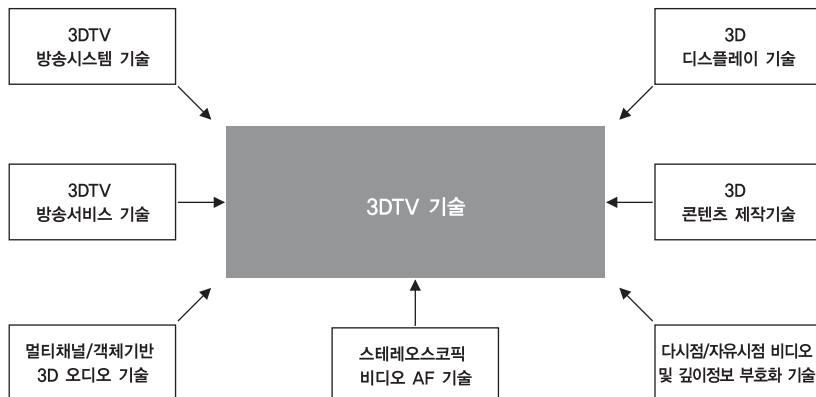 3DTV
방송시스템 기술
3D
디스플레이 기술
3DTV
방송서비스 기술
3DTV 기술
3D
콘텐츠 제작기술
멀티채널/객체기반
3D 오디오 기술
스테레오스코픽
비디오 AF 기술
다시점/자유시점 비디오
및 깊이정보 부호화 기술